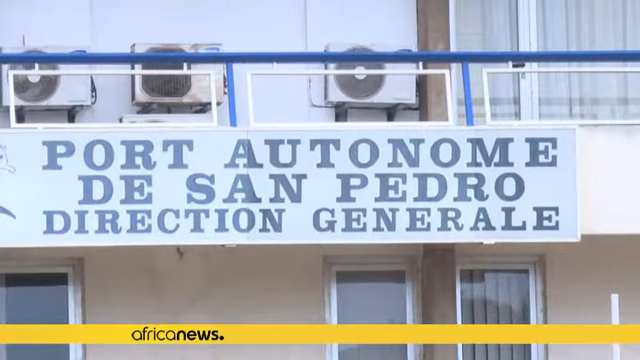 PORT AUTONOME
DE SAN PEDRO
DIRECTION GENERALE
africanews.